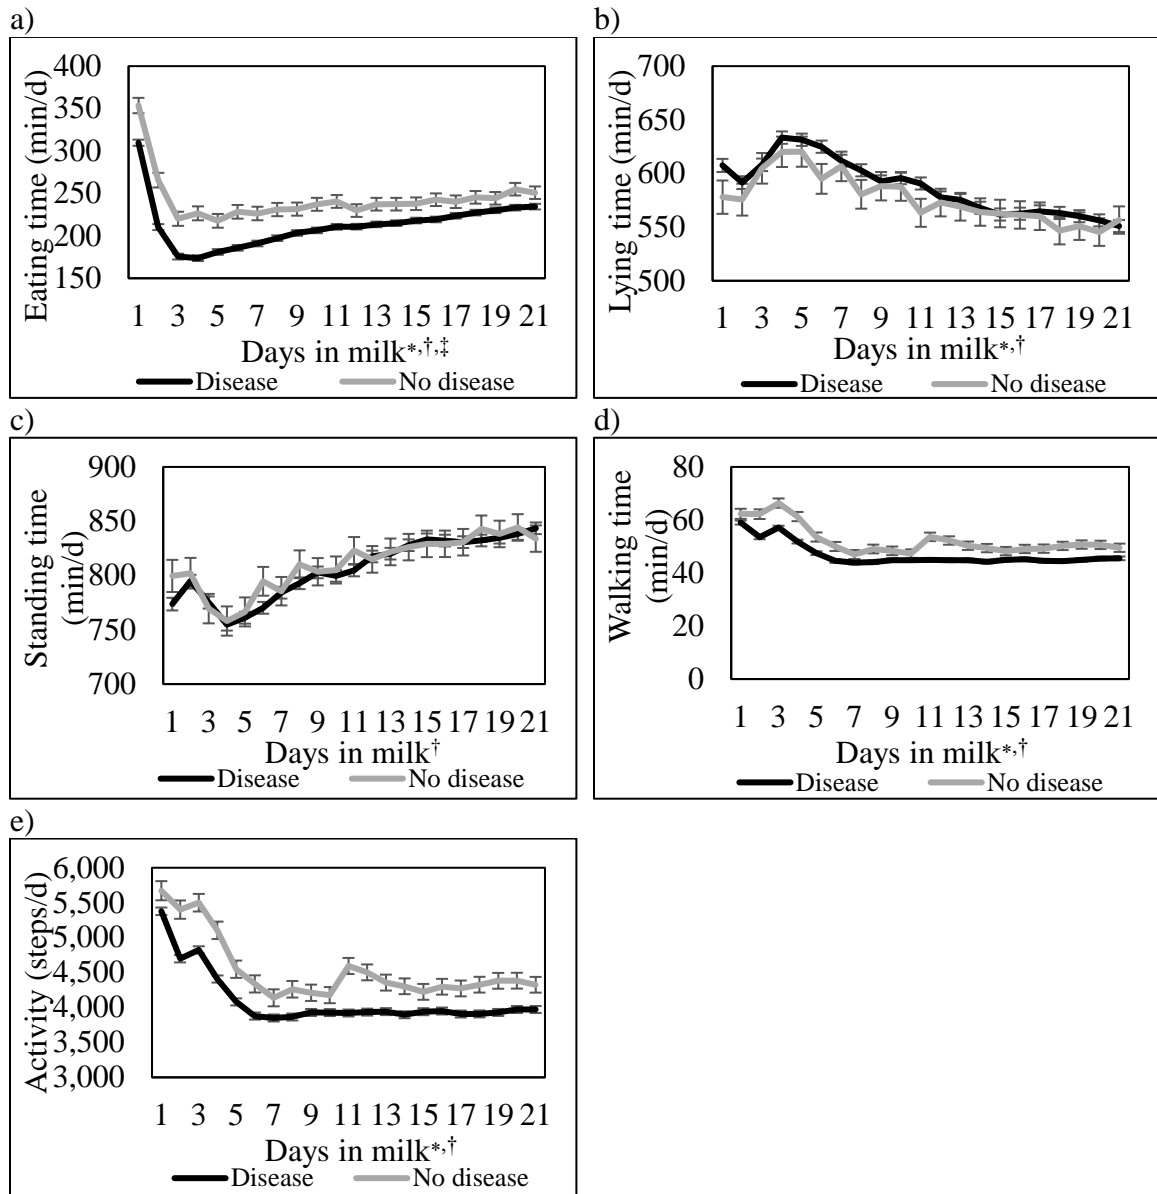 a)
400
350
300
250
200
150
Eating time (min/d)
1 3 5 7 9 11 13 15 17 19 21
Days in milk*,†,‡
Disease No disease
b)
700
650
600
550
500
Lying time (min/d)
1 3 5 7 9 11 13 15 17 19 21
Days in milk*,†
Disease No disease
c)
900
850
800
750
700
Standing time
(min/d)
1 3 5 7 9 11 13 15 17 19 21
Days in milk†
Disease No disease
d)
80
60
40
20
0
Walking time
(min/d)
1 3 5 7 9 11 13 15 17 19 21
Days in milk*,†
Disease No disease
e)
6,000
5,500
5,000
4,500
4,000
3,500
3,000
Activity (steps/d)
1 3 5 7 9 11 13 15 17 19 21
Days in milk*,†
Disease No disease